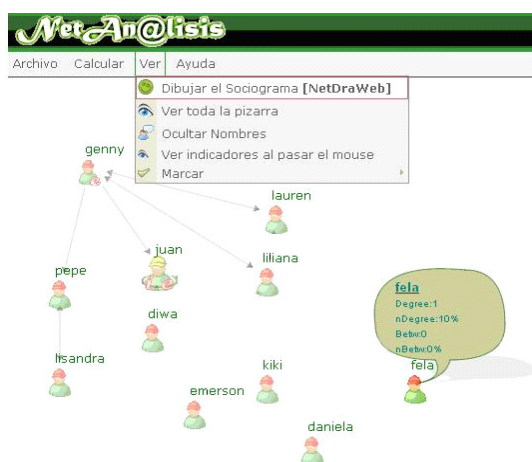 NetAn@lisis
Archivo Calcular Ver Ayuda
Dibujar el Sociograma [NetDraWeb]
Ver toda la pizarra
Ocultar Nombres
Ver indicadores al pasar el mouse
Marcar
genny
lauren
juan
liliana
pepe
fela
Degree:1
nDegree:10%
Betw:0
nBetw:0%
diwa
lisandra
kiki
fela
emerson
daniela